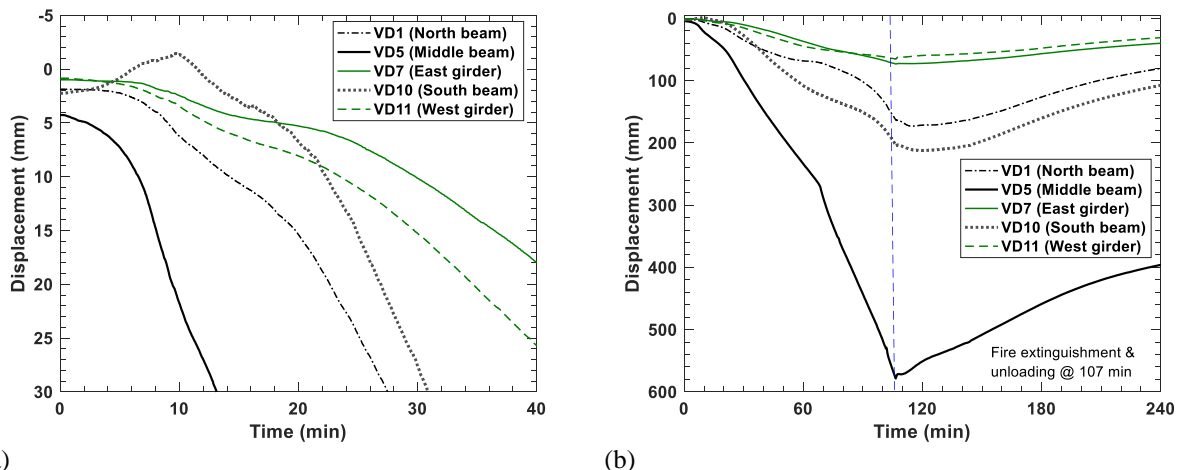 -5
0
5
10
15
20
25
30
0
10
20
30
40
Displacement (mm)
Time (min)
VD1 (North beam)
VD5 (Middle beam)
VD7 (East girder)
VD10 (South beam)
VD11 (West girder)
)
0
100
200
300
400
500
600
0
60
120
180
240
Displacement (mm)
Time (min)
VD1 (North beam)
VD5 (Middle beam)
VD7 (East girder)
VD10 (South beam)
VD11 (West girder)
Fire extinguishment &
unloading @ 107 min
(b)